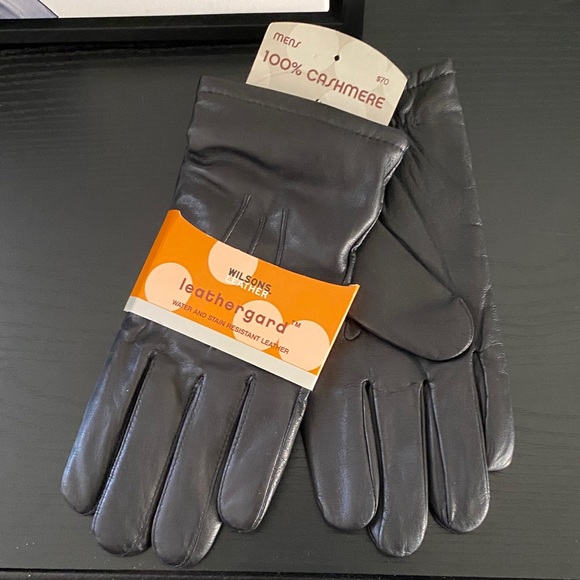 MENS
100% CASHMERE
$70
WILSONS
LEATHER
leathergard™
WATER AND STAIN RESISTANT LEATHER